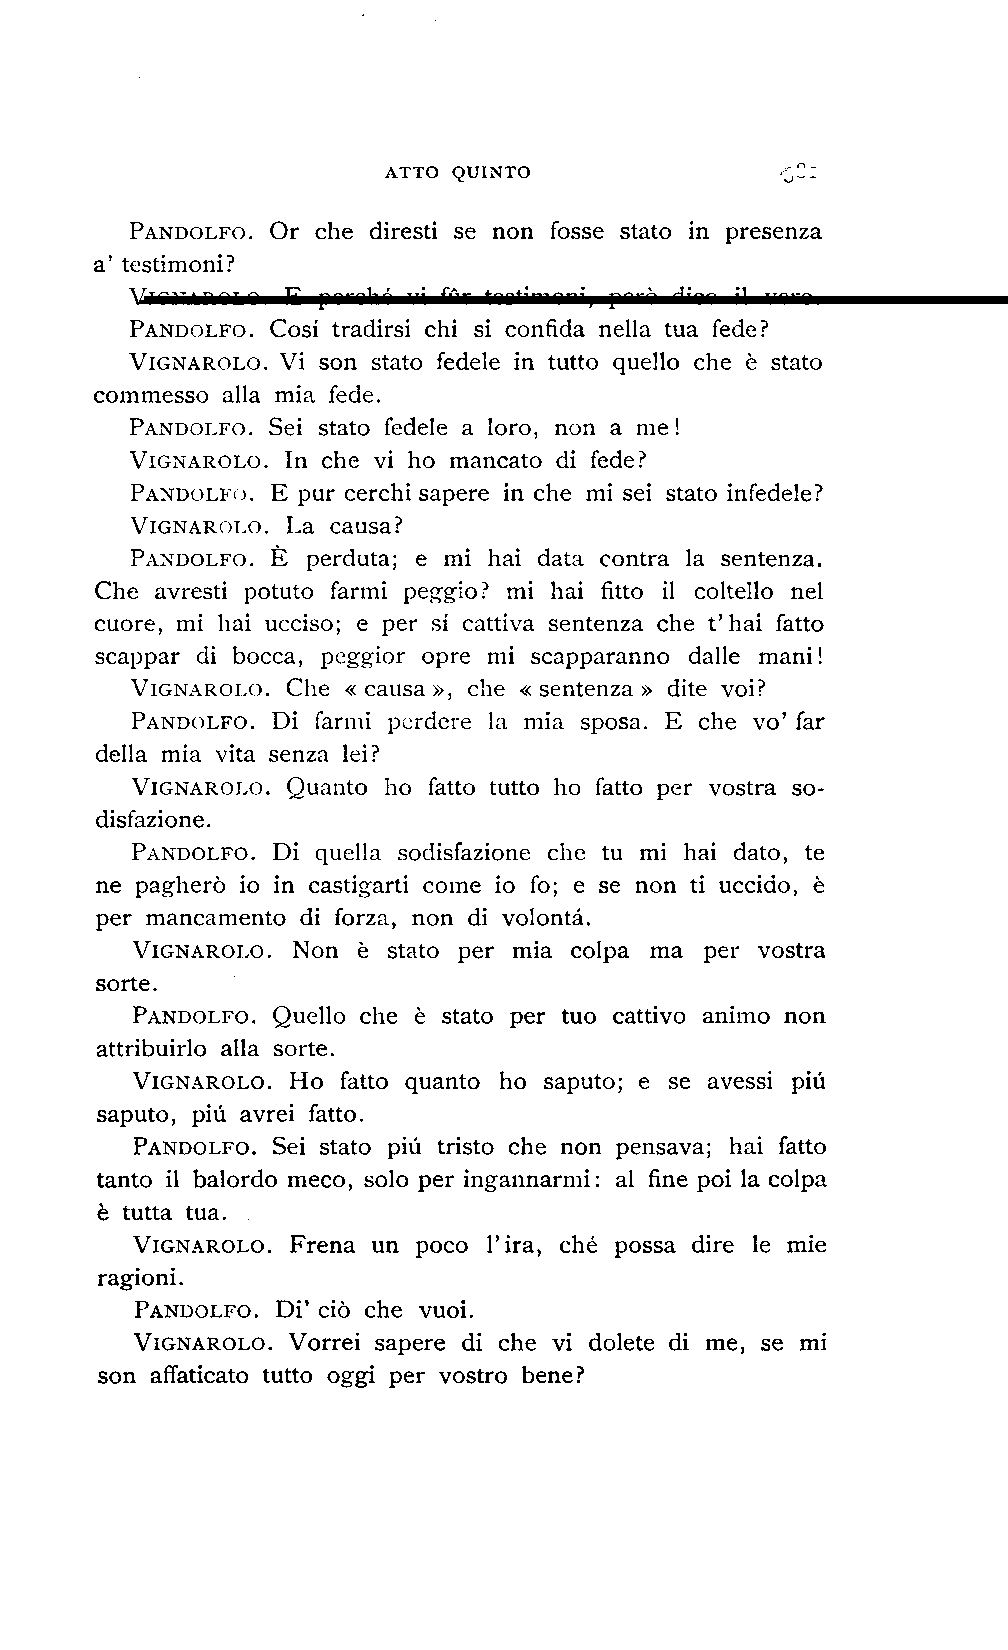 ATTO QUINTO
PANDOLFO. Or che diresti se non fosse stato in presenza
a' testimoni?
VIGNAROLO. E perché vi fûr testimoni, però dico il vero.
PANDOLFO. Cosí tradirsi chi si confida nella tua fede?
VIGNAROLO. Vi son stato fedele in tutto quello che è stato
commesso alla mia fede.
PANDOLFO. Sei stato fedele a loro, non a me!
VIGNAROLO. In che vi ho mancato di fede?
PANDOLFO. E pur cerchi sapere in che mi sei stato infedele?
VIGNAROLO. La causa?
PANDOLFO. È perduta; e mi hai data contra la sentenza.
Che avresti potuto farmi peggio? mi hai fitto il coltello nel
cuore, mi hai ucciso; e per sí cattiva sentenza che t'hai fatto
scappar di bocca, peggior opre mi scapparanno dalle mani!
VIGNAROLO. Che « causa », che « sentenza » dite voi?
PANDOLFO. Di farmi perdere la mia sposa. E che vo' far
della mia vita senza lei?
VIGNAROLO. Quanto ho fatto tutto ho fatto per vostra so-
disfazione.
PANDOLFO. Di quella sodisfazione che tu mi hai dato, te
ne pagherò io in castigarti come io fo; e se non ti uccido, è
per mancamento di forza, non di volontá.
VIGNAROLO. Non è stato per mia colpa ma per vostra
sorte.
PANDOLFO. Quello che è stato per tuo cattivo animo non
attribuirlo alla sorte.
VIGNAROLO. Ho fatto quanto ho saputo; e se avessi piú
saputo, piú avrei fatto.
PANDOLFO. Sei stato piú tristo che non pensava; hai fatto
tanto il balordo meco, solo per ingannarmi: al fine poi la colpa
è tutta tua.
VIGNAROLO. Frena un poco l'ira, ché possa dire le mie
ragioni.
PANDOLFO. Di' ciò che vuoi.
VIGNAROLO. Vorrei sapere di che vi dolete di me, se mi
son affaticato tutto oggi per vostro bene?